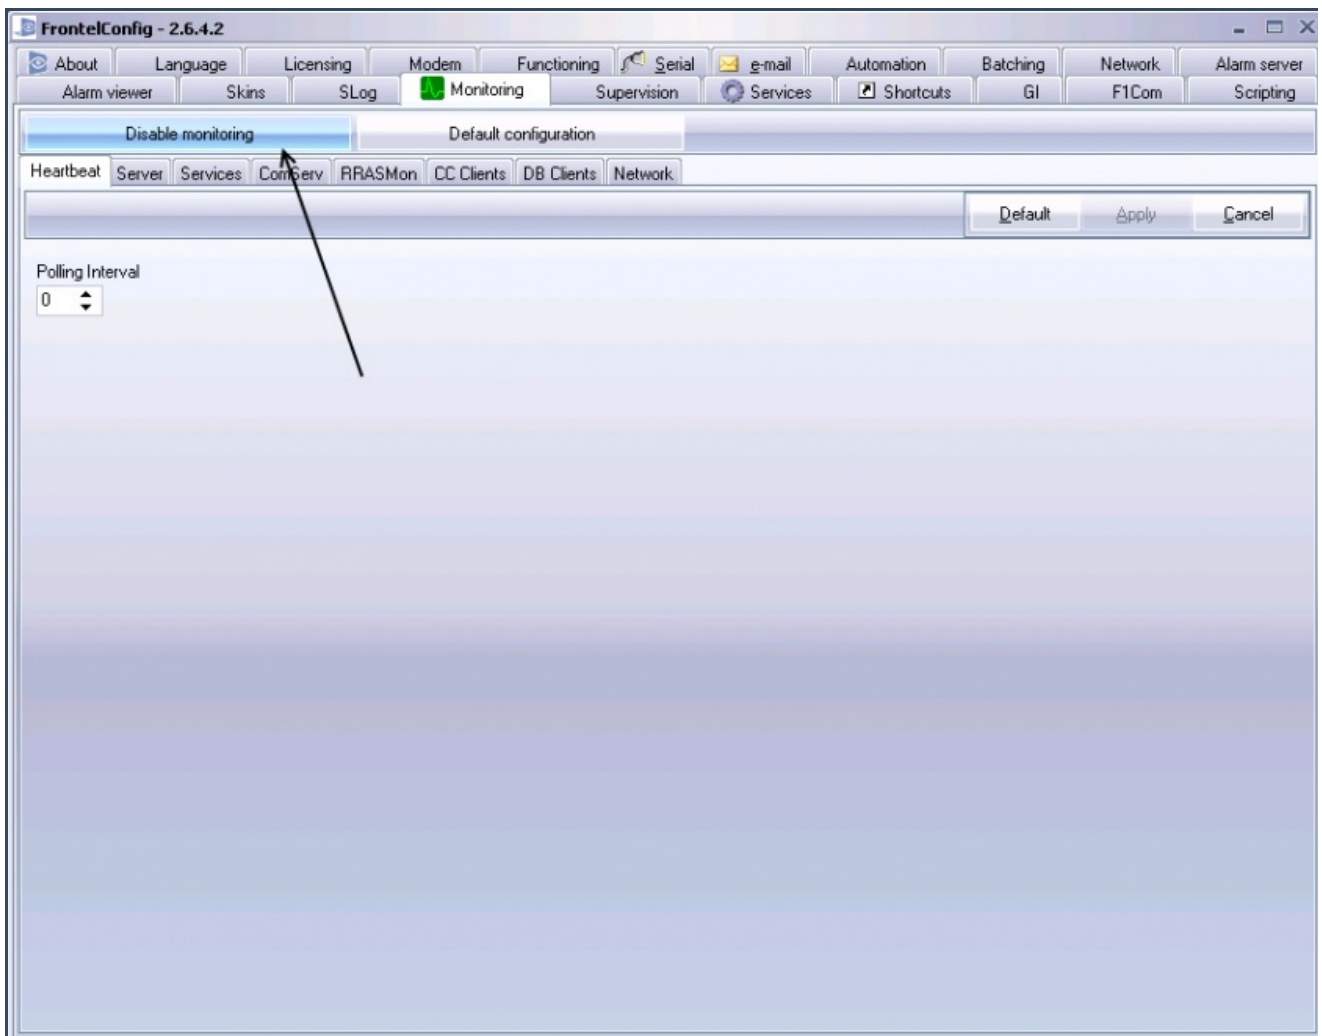 FrontelConfig - 2.6.4.2
About Language Licensing Modem Functioning Serial e-mail Automation Batching Network Alarm server
Alarm viewer Skins SLog Monitoring Supervision Services Shortcuts GI F1Com Scripting
Disable monitoring Default configuration
Heartbeat Server Services ComServ RRASMon CC Clients DB Clients Network
Default Apply Cancel
Polling Interval
0